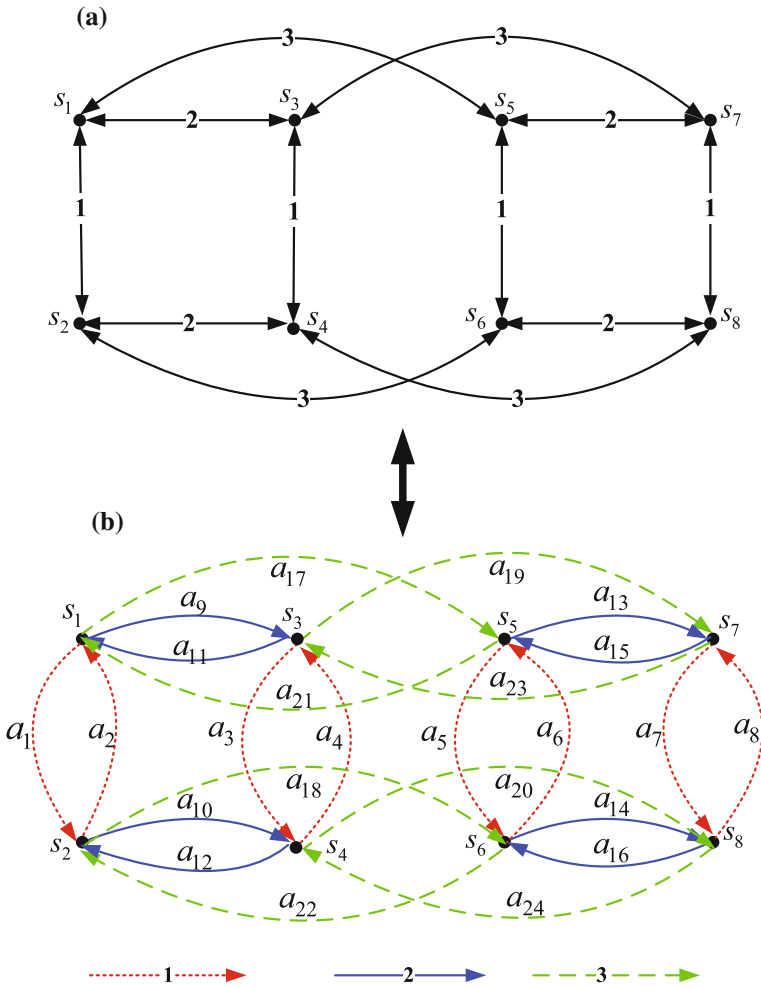 (a)
3 3
s1 s3 s5 s7
2 2
1 1 1 1
s2 s4 s6 s8
2 2
3 3
(b)
a17 a19
s1 a9 s3 s5 a13 s7
a11 a15
a21 a23
a1 a2 a3 a4 a5 a6 a7 a8
a18 a20
a10 a14
s2 s4 s6 s8
a12 a16
a22 a24
1 2 3